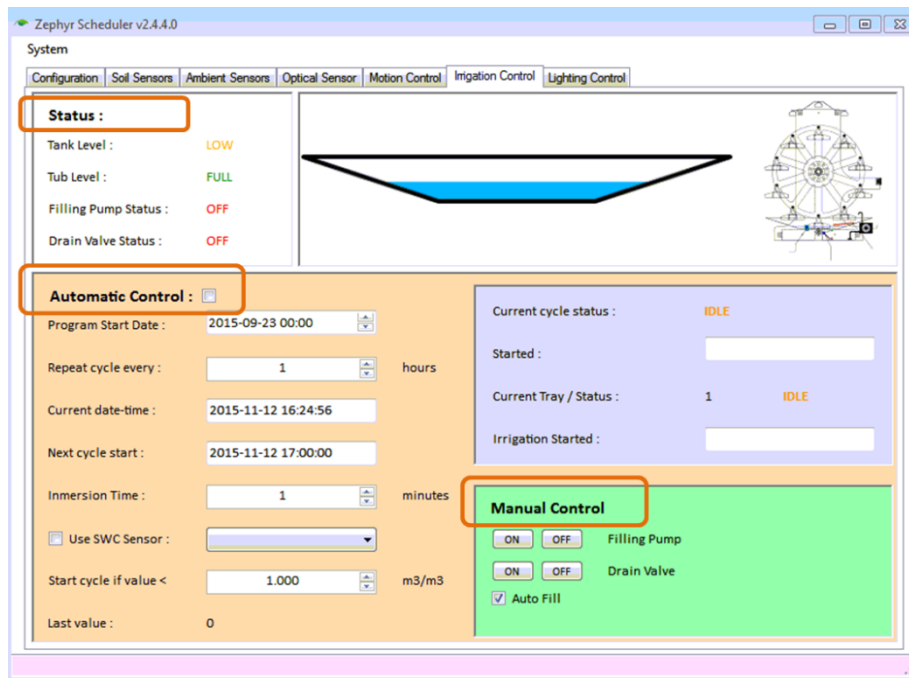 Zephyr Scheduler v2.4.4.0
System
Configuration Soil Sensors Ambient Sensors Optical Sensor Motion Control Irrigation Control Lighting Control
Status :
Tank Level : LOW
Tub Level : FULL
Filling Pump Status : OFF
Drain Valve Status : OFF
Automatic Control :
Program Start Date : 2015-09-23 00:00
Repeat cycle every : 1 hours
Current date-time : 2015-11-12 16:24:56
Next cycle start : 2015-11-12 17:00:00
Inmersion Time : 1 minutes
Use SWC Sensor :
Start cycle if value < 1.000 m3/m3
Last value : 0
Current cycle status : IDLE
Started :
Current Tray / Status : 1 IDLE
Irrigation Started :
Manual Control
ON OFF Filling Pump
ON OFF Drain Valve
Auto Fill